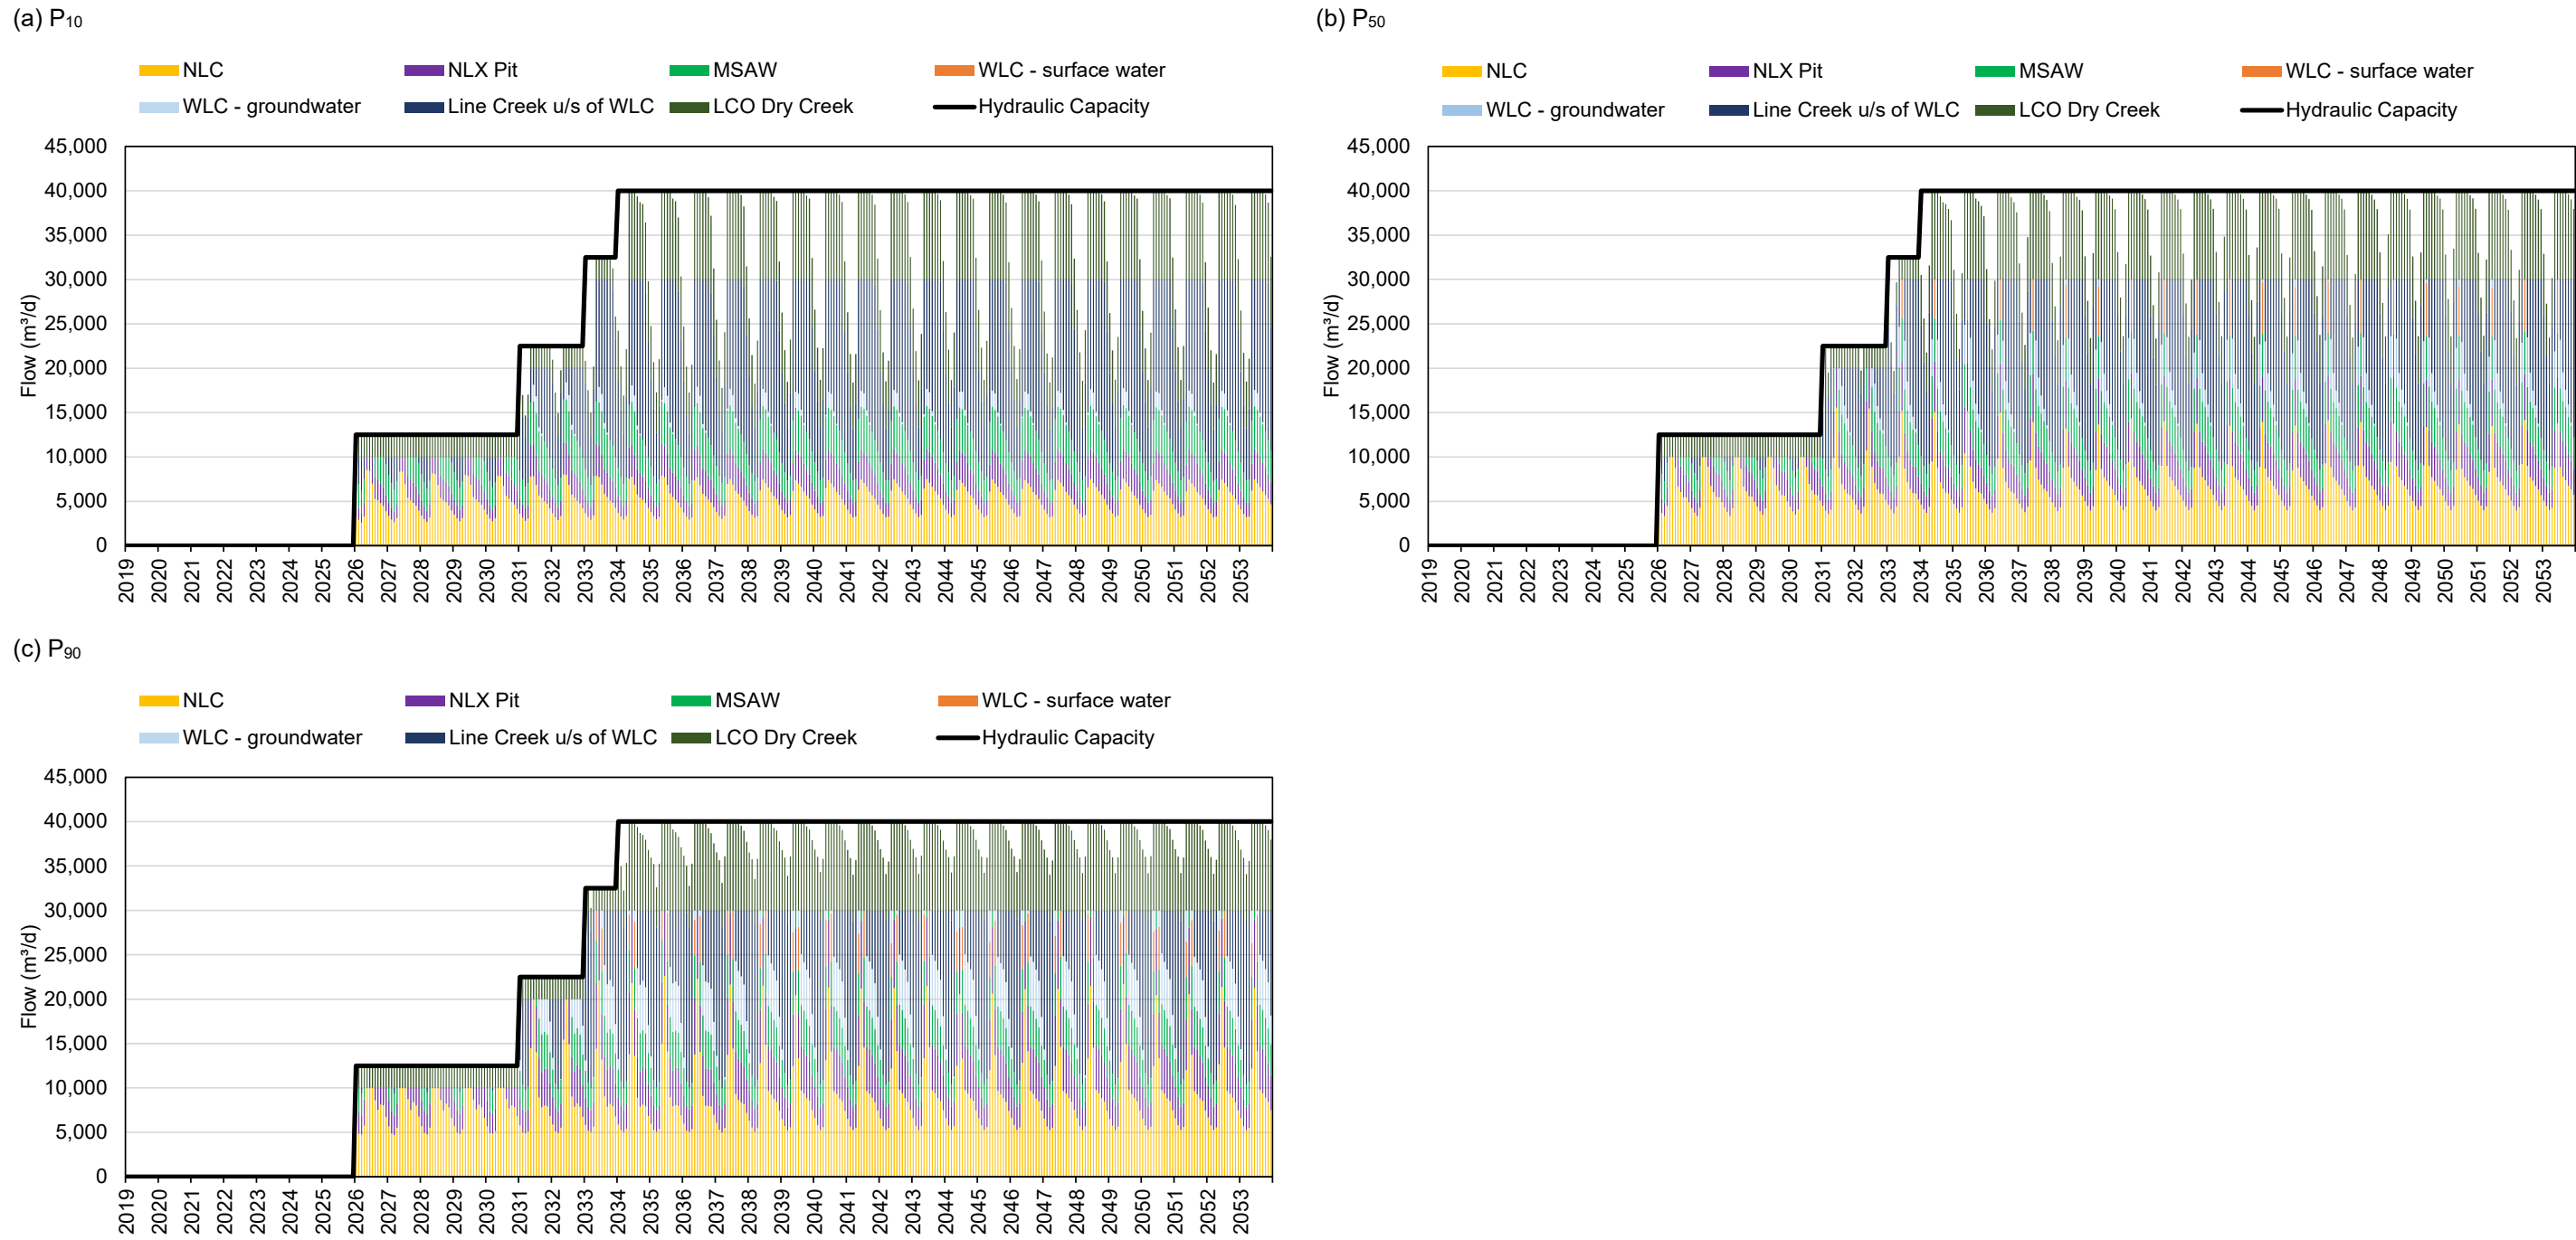 (a) P10
NLC NLX Pit MSAW WLC - surface water
WLC - groundwater Line Creek u/s of WLC LCO Dry Creek Hydraulic Capacity
45,000
40,000
35,000
30,000
25,000
20,000
15,000
10,000
5,000
0
Flow (m³/d)
2019 2020 2021 2022 2023 2024 2025 2026 2027 2028 2029 2030 2031 2032 2033 2034 2035 2036 2037 2038 2039 2040 2041 2042 2043 2044 2045 2046 2047 2048 2049 2050 2051 2052 2053
(b) P50
NLC NLX Pit MSAW WLC - surface water
WLC - groundwater Line Creek u/s of WLC LCO Dry Creek Hydraulic Capacity
45,000
40,000
35,000
30,000
25,000
20,000
15,000
10,000
5,000
0
Flow (m³/d)
2019 2020 2021 2022 2023 2024 2025 2026 2027 2028 2029 2030 2031 2032 2033 2034 2035 2036 2037 2038 2039 2040 2041 2042 2043 2044 2045 2046 2047 2048 2049 2050 2051 2052 2053
(c) P90
NLC NLX Pit MSAW WLC - surface water
WLC - groundwater Line Creek u/s of WLC LCO Dry Creek Hydraulic Capacity
45,000
40,000
35,000
30,000
25,000
20,000
15,000
10,000
5,000
0
Flow (m³/d)
2019 2020 2021 2022 2023 2024 2025 2026 2027 2028 2029 2030 2031 2032 2033 2034 2035 2036 2037 2038 2039 2040 2041 2042 2043 2044 2045 2046 2047 2048 2049 2050 2051 2052 2053